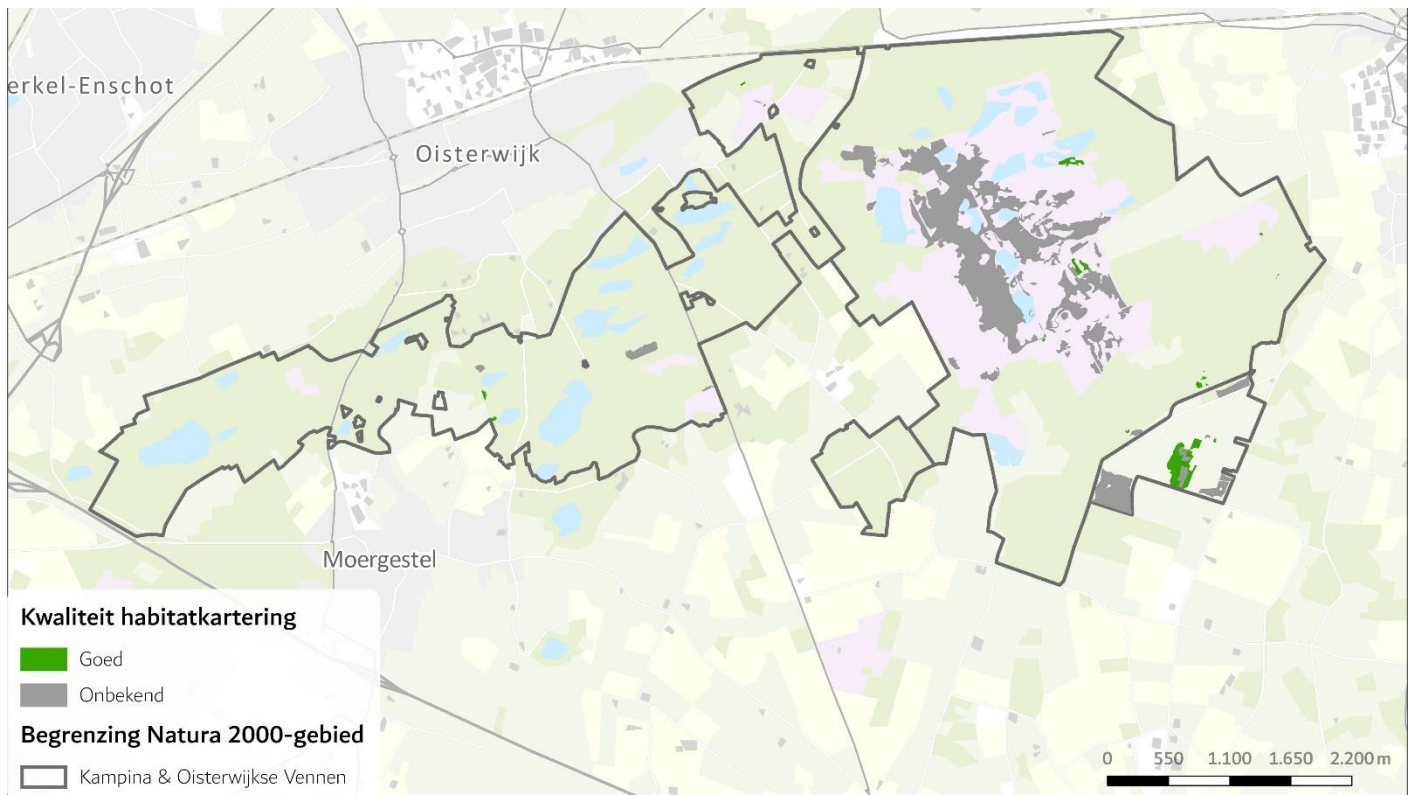 erkel-Enschot
Oisterwijk
Moergestel
Kwaliteit habitatkartering
Goed
Onbekend
Begrenzing Natura 2000-gebied
Kampina & Oisterwijkse Vennen
0 550 1.100 1.650 2.200 m